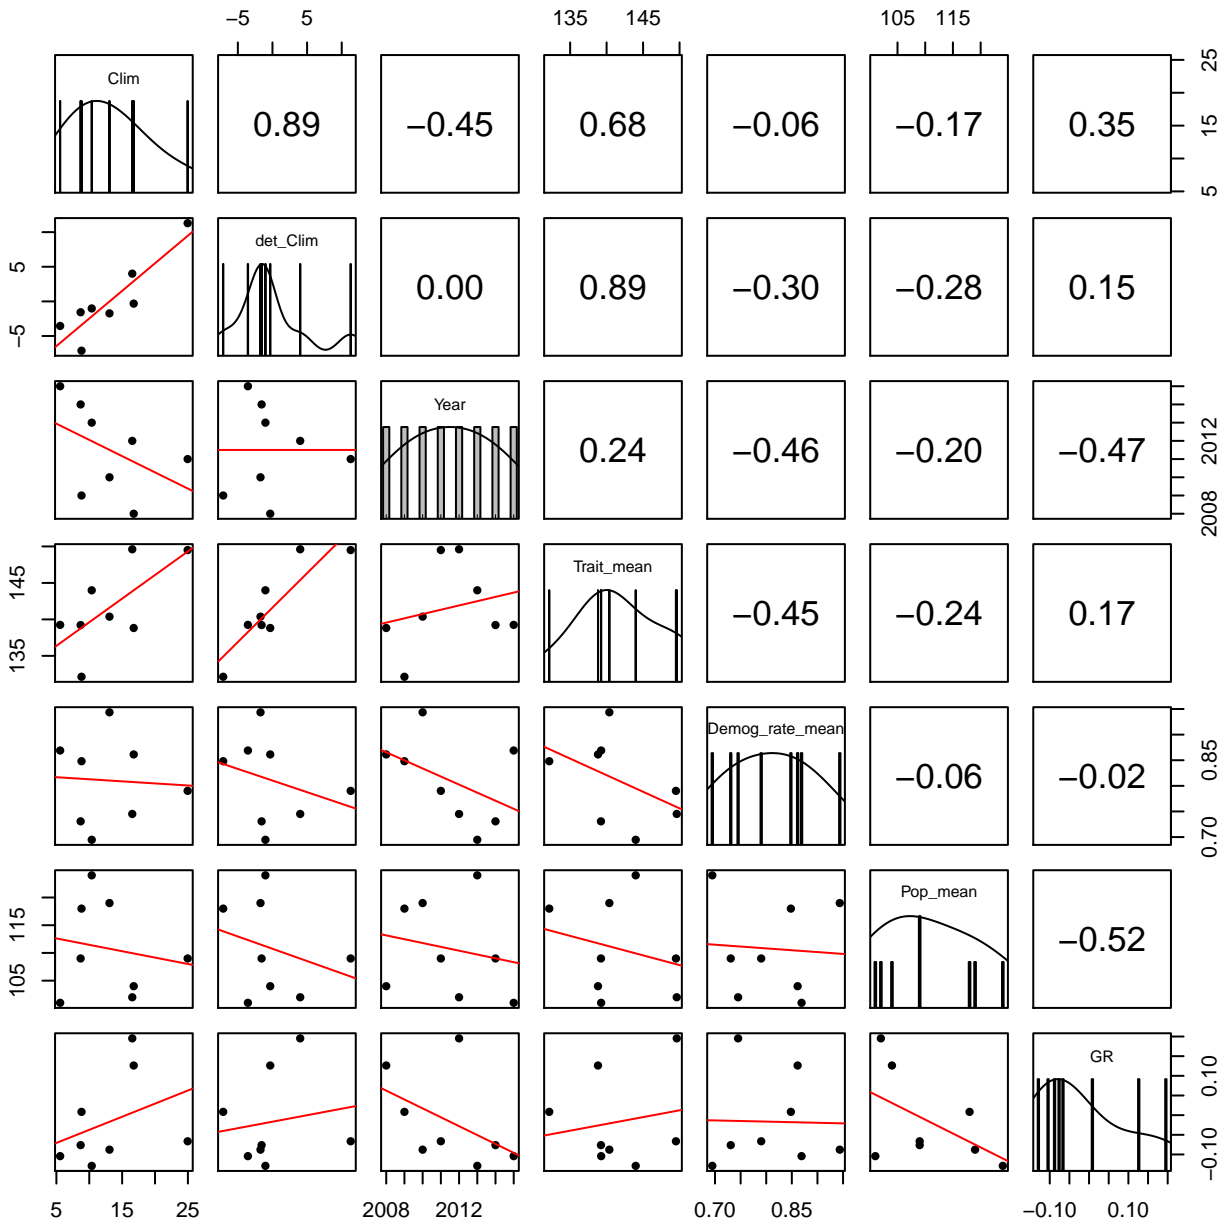 −5 5 135 145 105 115
Clim 0.89 −0.45 0.68 −0.06 −0.17 0.35 5 15 25
−5 5 det_Clim 0.00 0.89 −0.30 −0.28 0.15
Year 0.24 −0.46 −0.20 −0.47 2008 2012
135 145 Trait_mean −0.45 −0.24 0.17
Demog_rate_mean −0.06 −0.02 0.70 0.85
105 115 Pop_mean −0.52
GR −0.10 0.10
5 15 25 2008 2012 0.70 0.85 −0.10 0.10